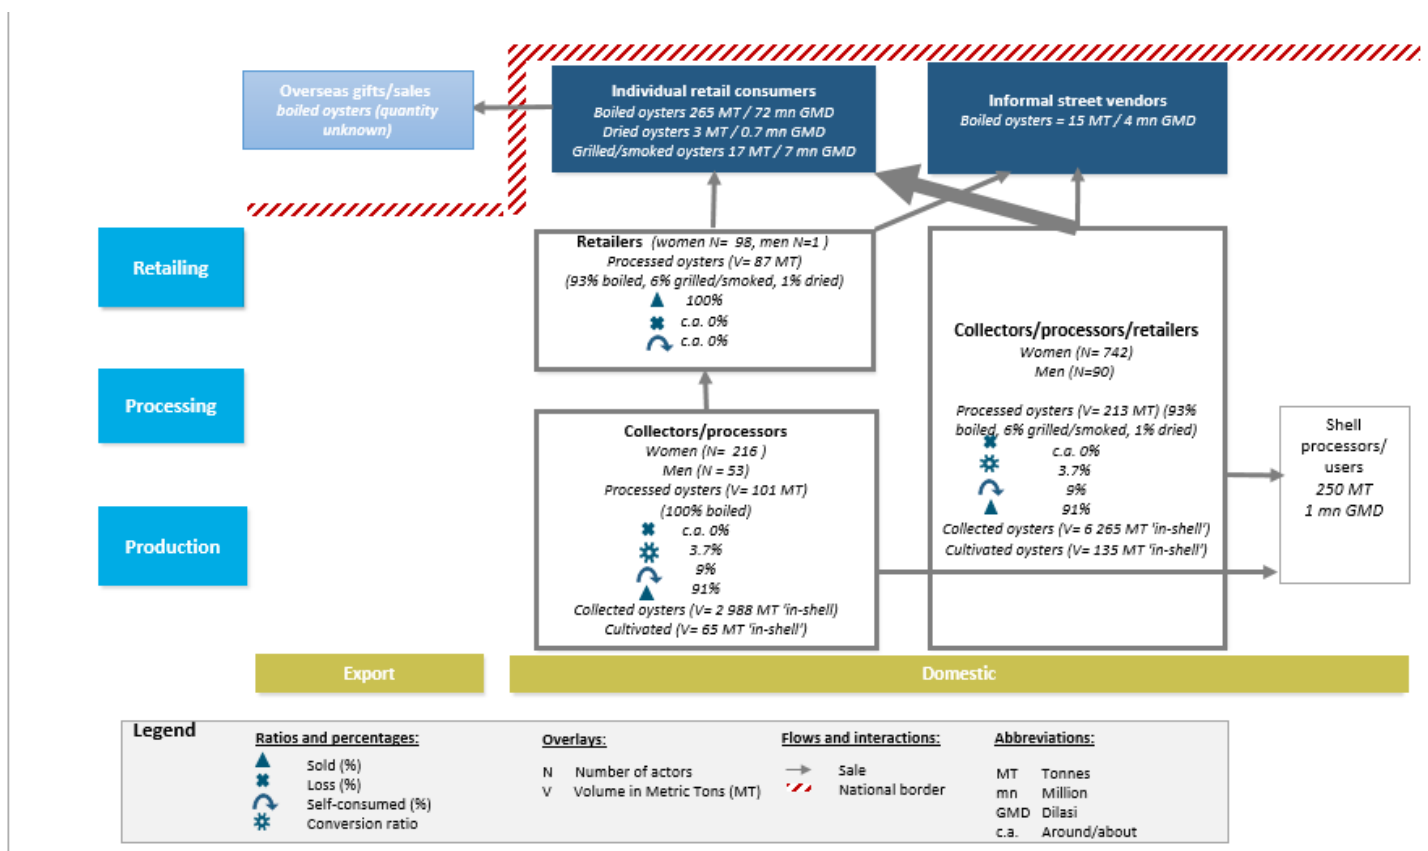 Overseas gifts/sales
boiled oysters (quantity
unknown)
Individual retail consumers
Boiled oysters 265 MT / 72 mn GMD
Dried oysters 3 MT / 0.7 mn GMD
Grilled/smoked oysters 17 MT / 7 mn GMD
Informal street vendors
Boiled oysters = 15 MT / 4 mn GMD
Retailing
Retailers (women N= 98, men N=1 )
Processed oysters (V= 87 MT)
(93% boiled, 6% grilled/smoked, 1% dried)
100%
c.a. 0%
c.a. 0%
Collectors/processors/retailers
Women (N= 742)
Men (N=90)
Processed oysters (V= 213 MT) (93%
boiled, 6% grilled/smoked, 1% dried)
c.a. 0%
3.7%
9%
91%
Collected oysters (V= 6 265 MT 'in-shell')
Cultivated oysters (V= 135 MT 'in-shell')
Processing
Collectors/processors
Women (N= 216 )
Men (N = 53)
Processed oysters (V= 101 MT)
(100% boiled)
c.a. 0%
3.7%
9%
91%
Collected oysters (V= 2 988 MT 'in-shell)
Cultivated (V= 65 MT 'in-shell')
Shell
processors/
users
250 MT
1 mn GMD
Production
Export
Domestic
Legend
Ratios and percentages:
Sold (%)
Loss (%)
Self-consumed (%)
Conversion ratio
Overlays:
N Number of actors
V Volume in Metric Tons (MT)
Flows and interactions:
Sale
National border
Abbreviations:
MT Tonnes
mn Million
GMD Dilasi
c.a. Around/about